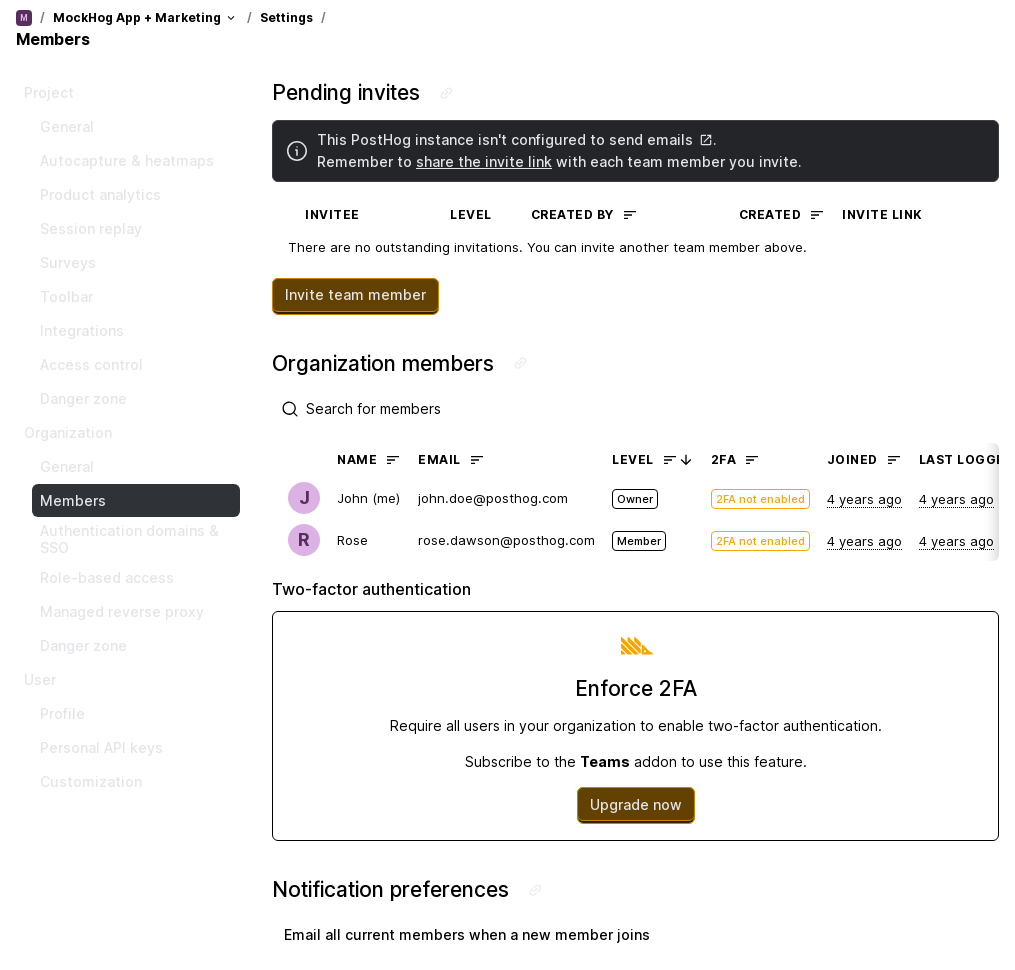 M / MockHog App + Marketing / Settings /
Members
Project
General
Autocapture & heatmaps
Product analytics
Session replay
Surveys
Toolbar
Integrations
Access control
Danger zone
Organization
General
Members
Authentication domains &
SSO
Role-based access
Managed reverse proxy
Danger zone
User
Profile
Personal API keys
Customization
Pending invites
This PostHog instance isn't configured to send emails .
Remember to share the invite link with each team member you invite.
INVITEE LEVEL CREATED BY CREATED INVITE LINK
There are no outstanding invitations. You can invite another team member above.
Invite team member
Organization members
Search for members
NAME EMAIL LEVEL 2FA JOINED LAST LOGGE
J John (me) john.doe@posthog.com Owner 2FA not enabled 4 years ago 4 years ago
R Rose rose.dawson@posthog.com Member 2FA not enabled 4 years ago 4 years ago
Two-factor authentication
Enforce 2FA
Require all users in your organization to enable two-factor authentication.
Subscribe to the Teams addon to use this feature.
Upgrade now
Notification preferences
Email all current members when a new member joins